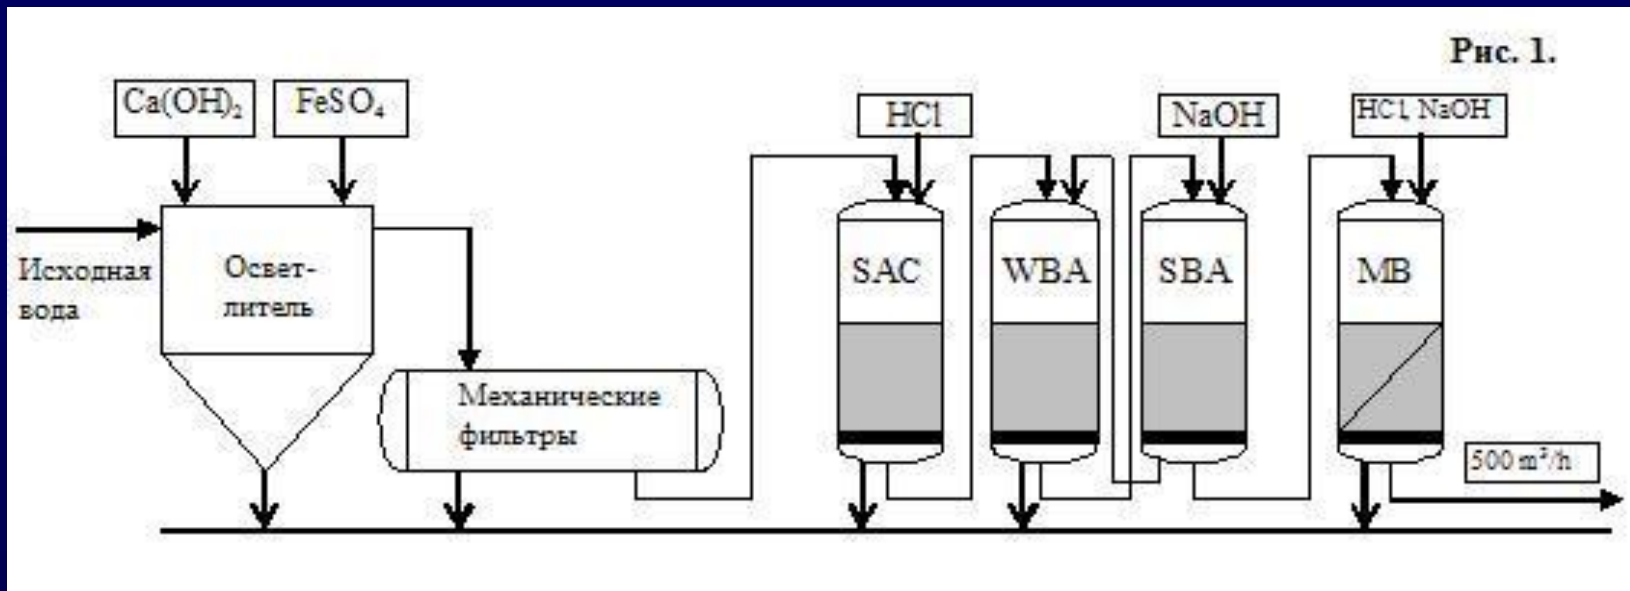 Рис. 1.
Ca(OH)₂
FeSO₄
HCl
NaOH
HCl, NaOH
Исходная
вода
Освет-
литель
SAC
WBA
SBA
MB
Механические
фильтры
500 m³/h